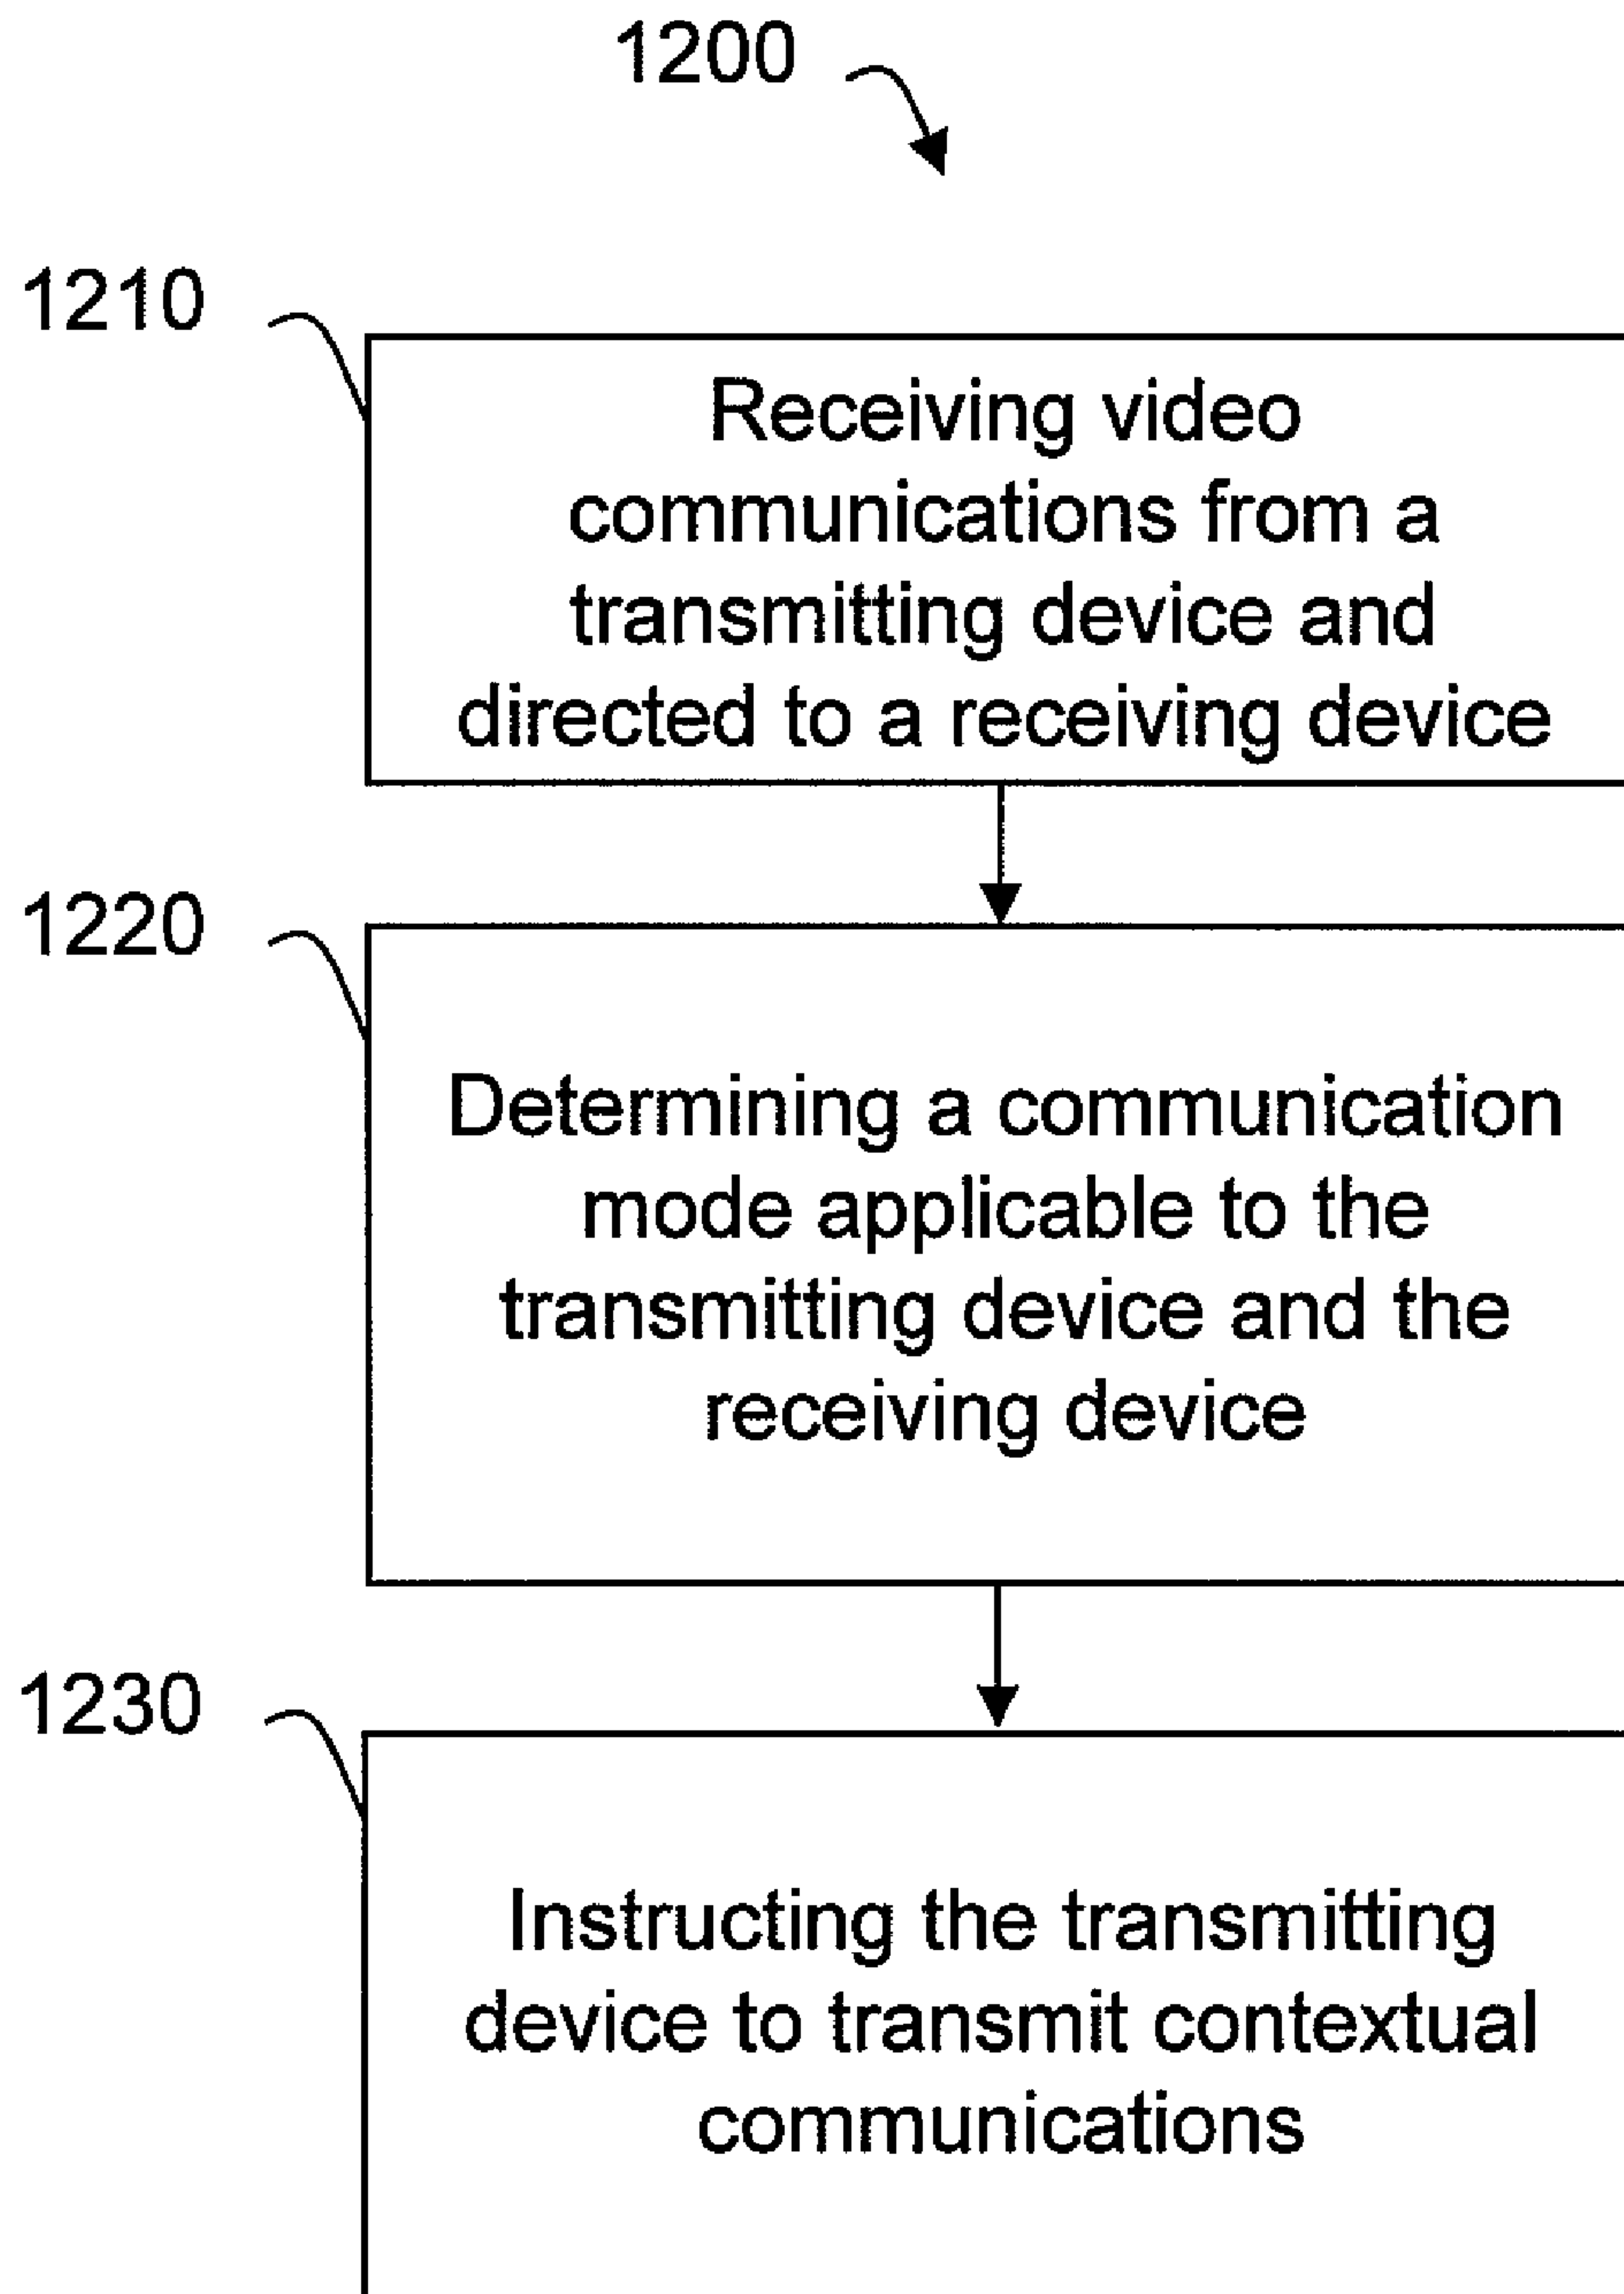 1200
1210
Receiving video
communications from a
transmitting device and
directed to a receiving device
1220
Determining a communication
mode applicable to the
transmitting device and the
receiving device
1230
Instructing the transmitting
device to transmit contextual
communications